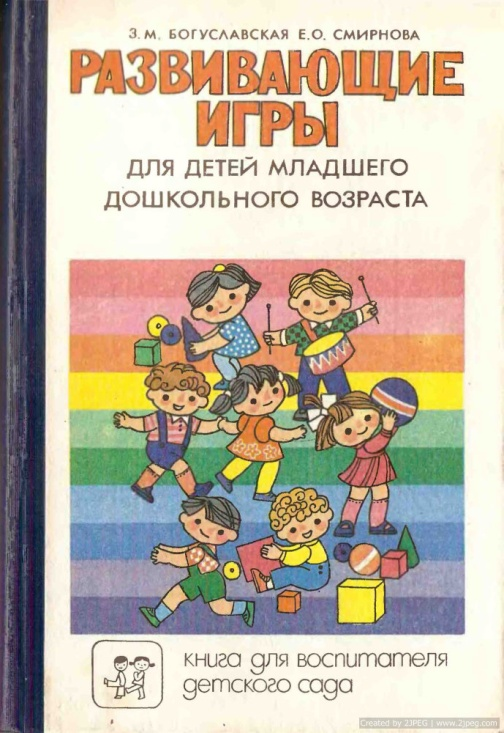 З. М. БОГУСЛАВСКАЯ Е. О. СМИРНОВА
РАЗВИВАЮЩИЕ
ИГРЫ
ДЛЯ ДЕТЕЙ МЛАДШЕГО
ДОШКОЛЬНОГО ВОЗРАСТА
книга для воспитателя
детского сада
Created by 2JPEG | www.2jpeg.com